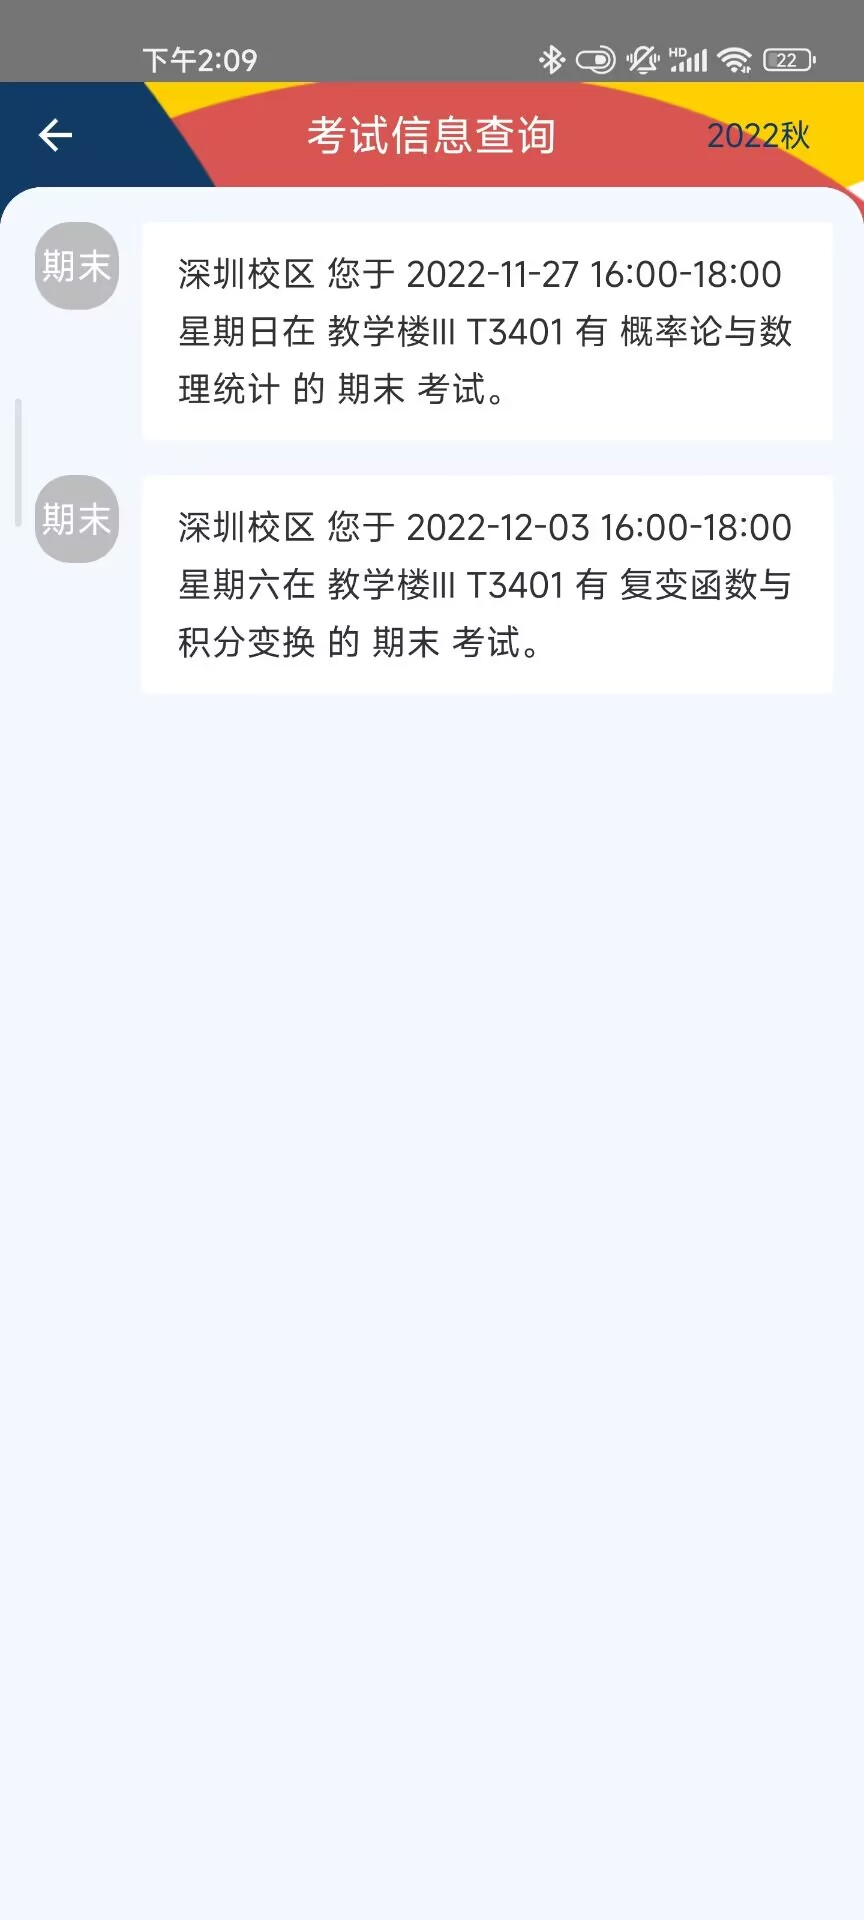 下午2:09
HD
22
考试信息查询
2022秋
期末
深圳校区 您于 2022-11-27 16:00-18:00
星期日在 教学楼III T3401 有 概率论与数
理统计 的 期末 考试。
期末
深圳校区 您于 2022-12-03 16:00-18:00
星期六在 教学楼III T3401 有 复变函数与
积分变换 的 期末 考试。